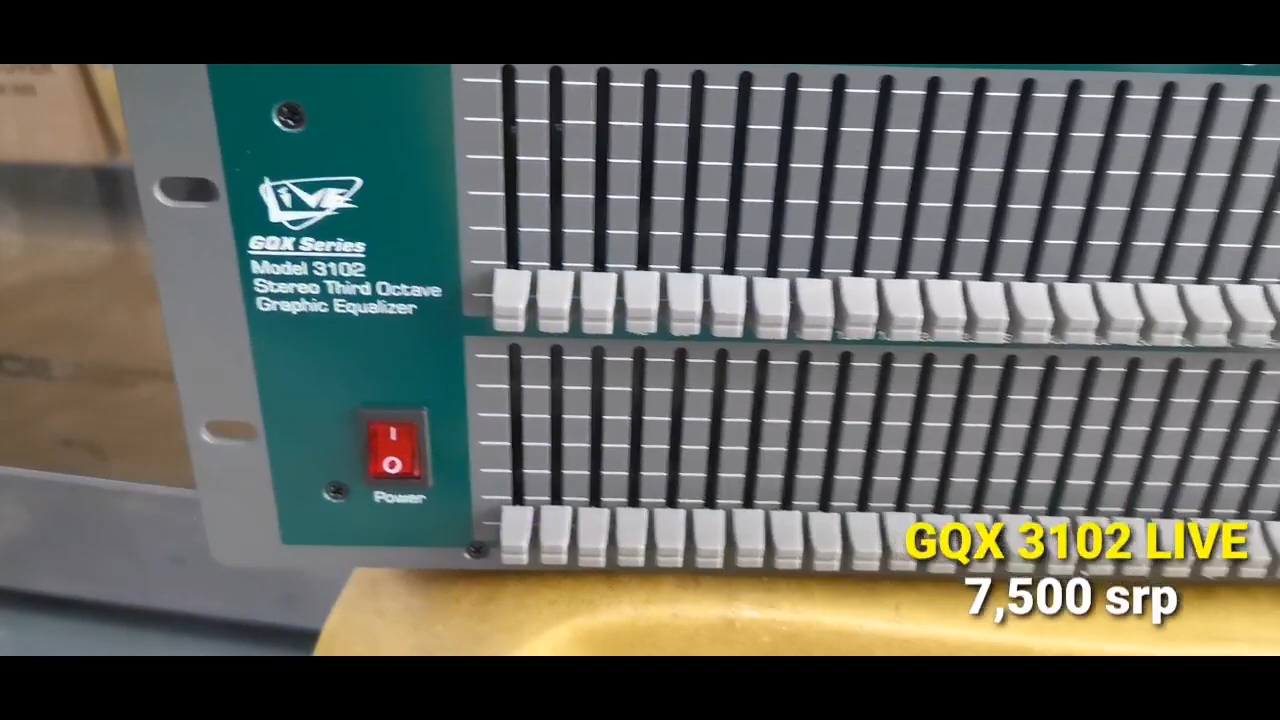 LIVE
GQX Series
Model 3102
Stereo Third Octave
Graphic Equalizer
I
O
Power
GQX 3102 LIVE
7,500 srp